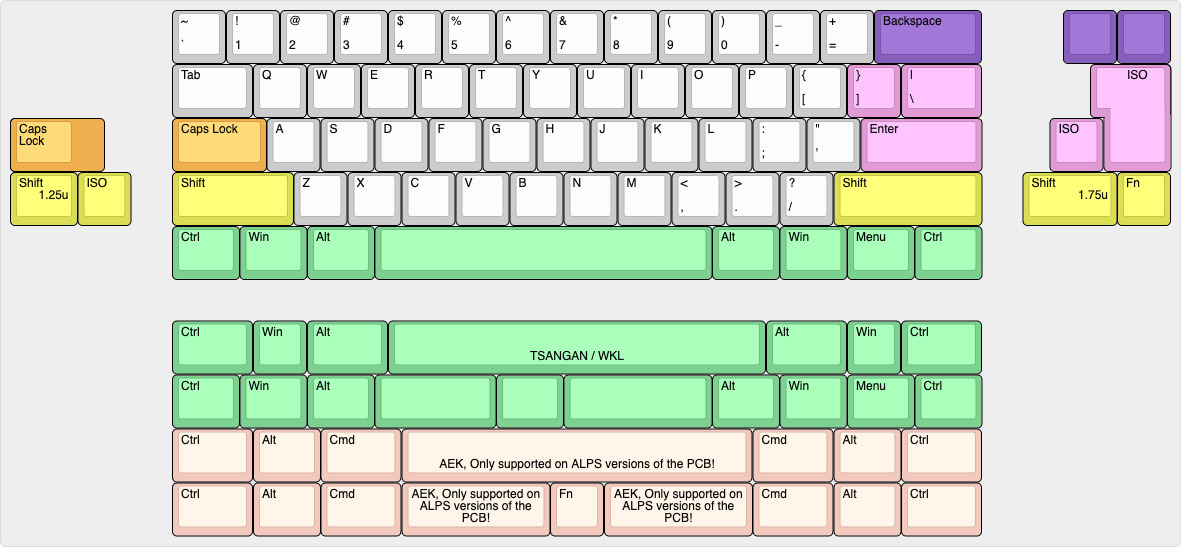 ~ ! @ # $ % ^ & * ( ) _ + Backspace
` 1 2 3 4 5 6 7 8 9 0 - =
Tab Q W E R T Y U I O P { } | ISO
[ ] \
Caps Lock
Caps Lock A S D F G H J K L : " Enter ISO
; '
Shift 1.25u ISO Shift Z X C V B N M < > ? Shift Shift 1.75u Fn
, . /
Ctrl Win Alt Alt Win Menu Ctrl
Ctrl Win Alt Alt Win Ctrl
TSANGAN / WKL
Ctrl Win Alt Alt Win Menu Ctrl
Ctrl Alt Cmd Cmd Alt Ctrl
AEK, Only supported on ALPS versions of the PCB!
Ctrl Alt Cmd AEK, Only supported on Fn AEK, Only supported on Cmd Alt Ctrl
ALPS versions of the ALPS versions of the
PCB! PCB!